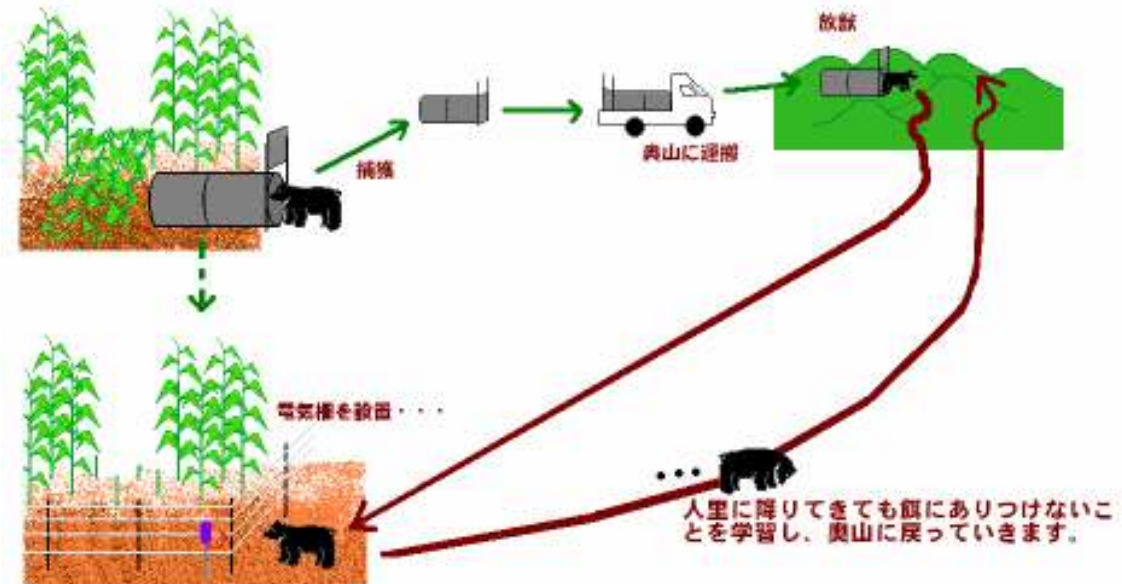 放獣
捕獲
奥山に運搬
電気柵を設置・・・
人里に降りてきても餌にありつけないこ
とを学習し、奥山に戻っていきます。